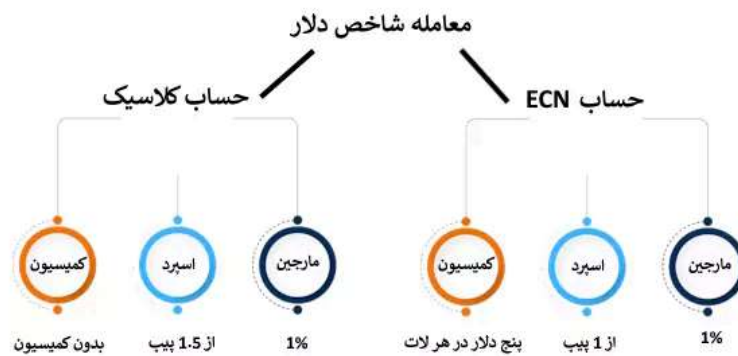 معامله شاخص دلار
حساب ECN
حساب کلاسیک
مارجین
اسپرد
کمیسیون
مارجین
اسپرد
کمیسیون
1%
از 1 پیپ
پنج دلار در هر لات
1%
از 1.5 پیپ
بدون کمیسیون